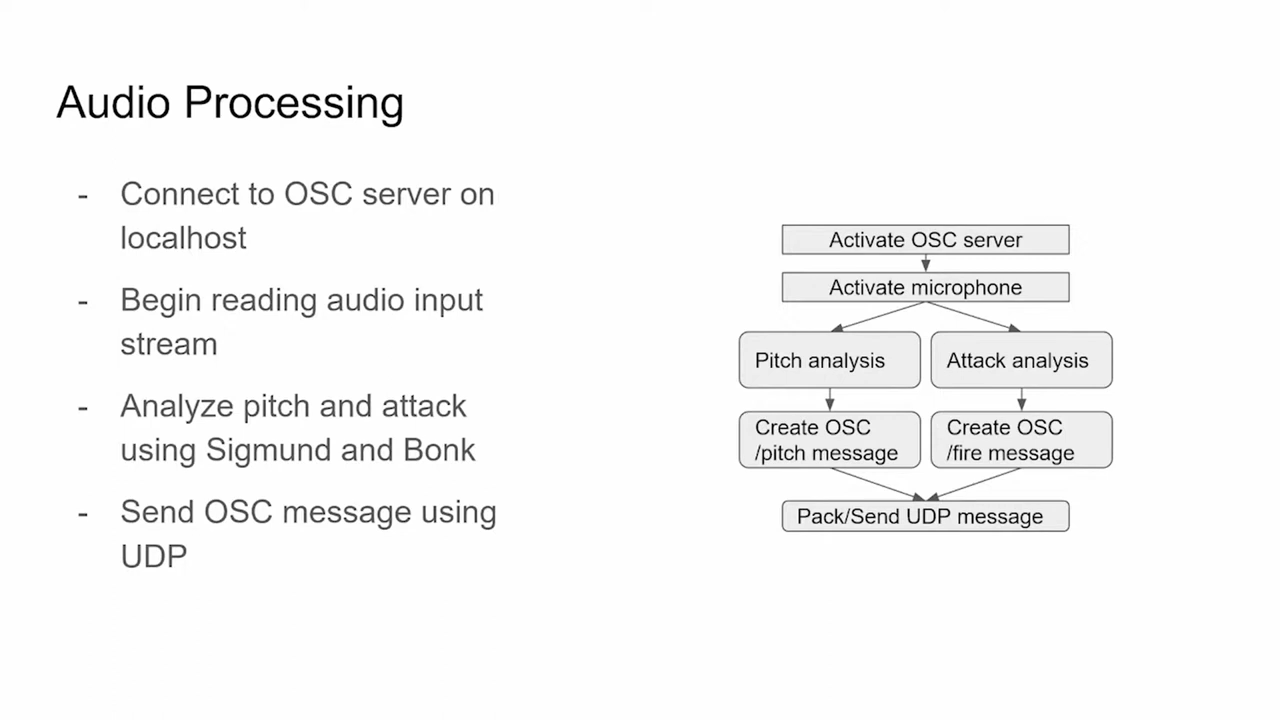 Audio Processing
- Connect to OSC server on
localhost
- Begin reading audio input
stream
- Analyze pitch and attack
using Sigmund and Bonk
- Send OSC message using
UDP
Activate OSC server
Activate microphone
Pitch analysis
Attack analysis
Create OSC
/pitch message
Create OSC
/fire message
Pack/Send UDP message